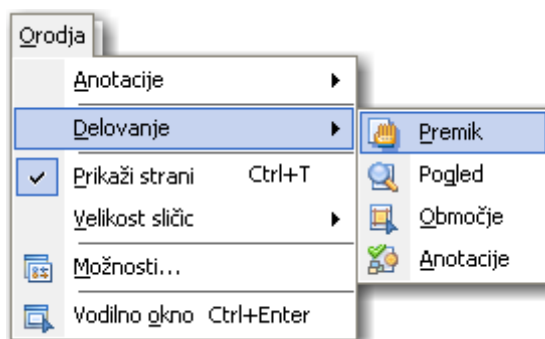 Orodja
Anotacije
Delovanje
Prikaži strani Ctrl+T
Velikost sličic
Možnosti...
Vodilno okno Ctrl+Enter
Premik
Pogled
Območje
Anotacije